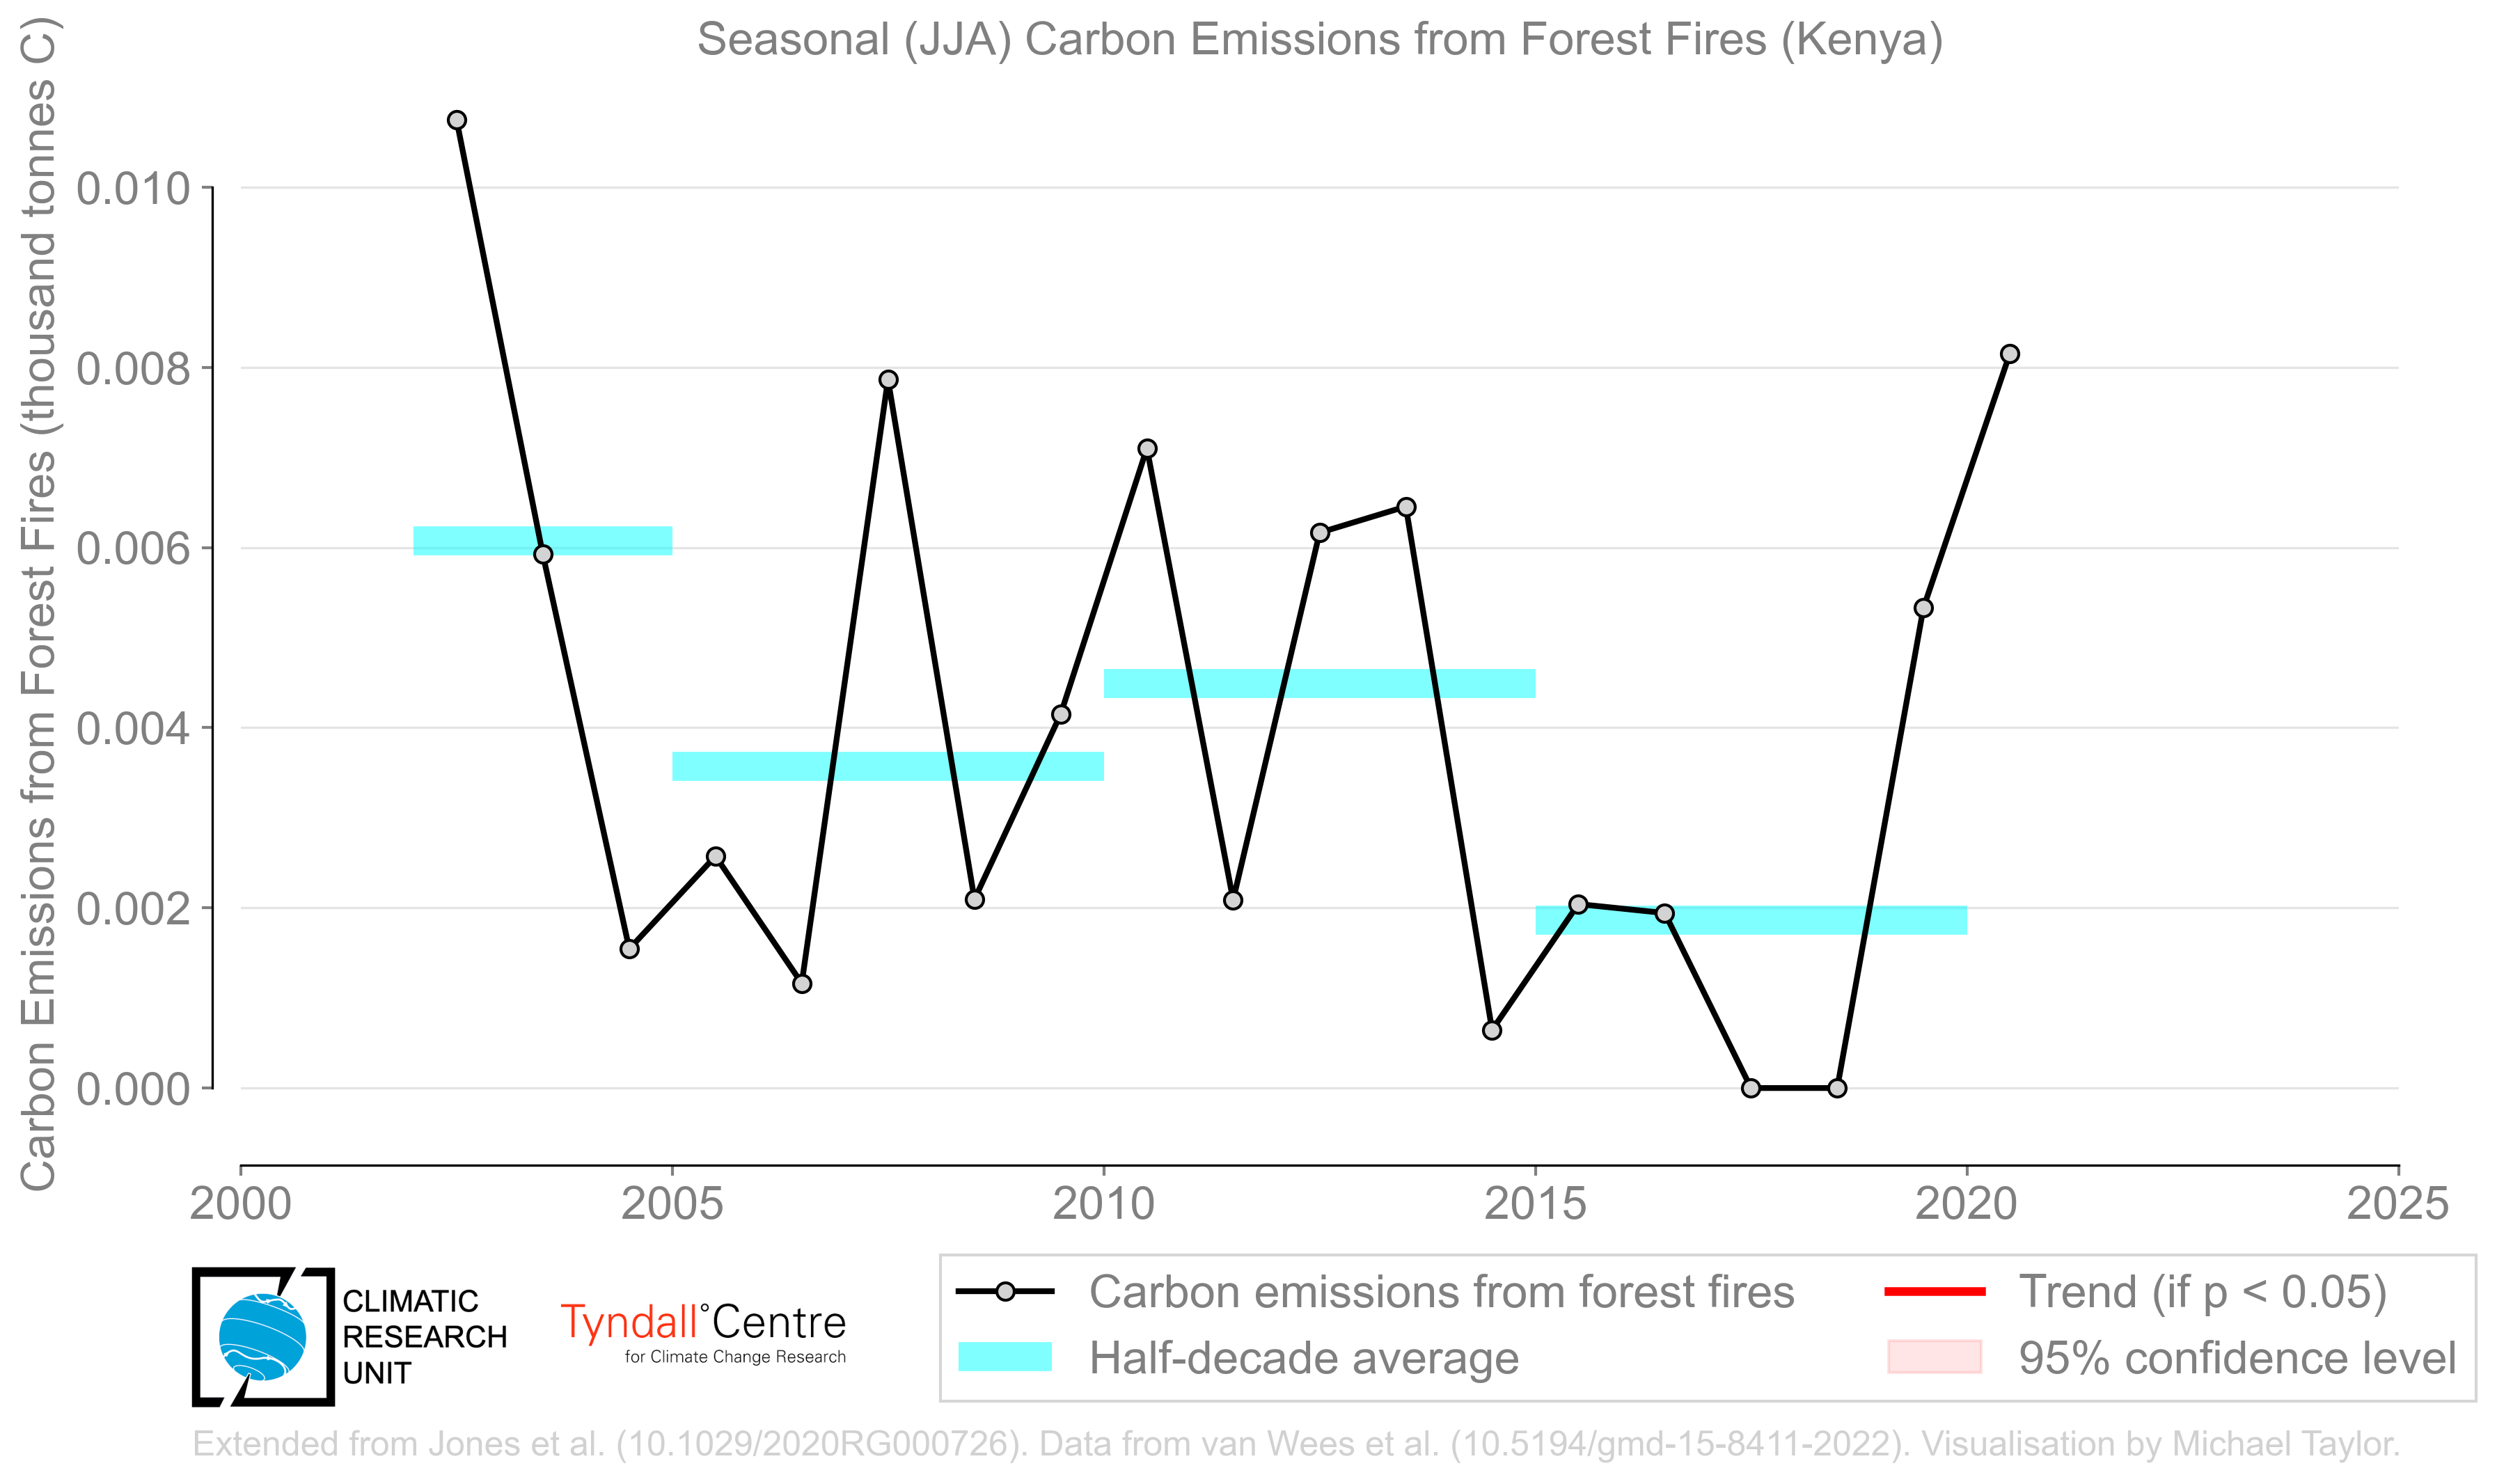 Seasonal (JJA) Carbon Emissions from Forest Fires (Kenya)
Carbon Emissions from Forest Fires (thousand tonnes C)
0.010
0.008
0.006
0.004
0.002
0.000
2000 2005 2010 2015 2020 2025
CLIMATIC
RESEARCH
UNIT
Tyndall°Centre
for Climate Change Research
Carbon emissions from forest fires
Half-decade average
Trend (if p < 0.05)
95% confidence level
Extended from Jones et al. (10.1029/2020RG000726). Data from van Wees et al. (10.5194/gmd-15-8411-2022). Visualisation by Michael Taylor.